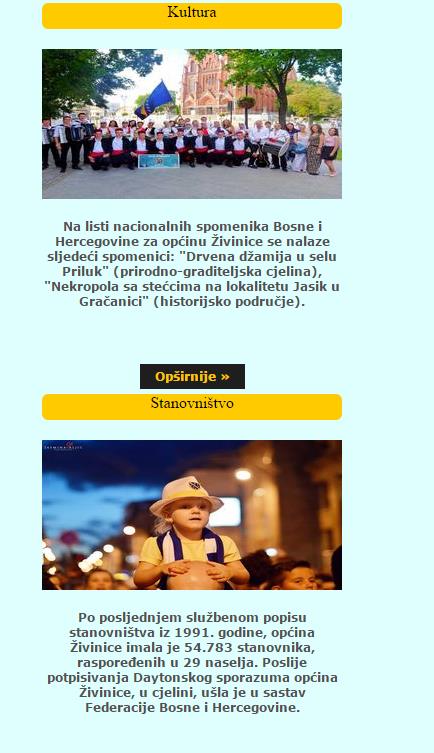 Kultura
Na listi nacionalnih spomenika Bosne i
Hercegovine za općinu Živinice se nalaze
sljedeći spomenici: "Drvena džamija u selu
Priluk" (prirodno-graditeljska cjelina),
"Nekropola sa stećcima na lokalitetu Jasik u
Gračanici" (historijsko područje).
Opširnije »
Stanovništvo
Po posljednjem službenom popisu
stanovništva iz 1991. godine, općina
Živinice imala je 54.783 stanovnika,
raspoređenih u 29 naselja. Poslije
potpisivanja Daytonskog sporazuma općina
Živinice, u cjelini, ušla je u sastav
Federacije Bosne i Hercegovine.